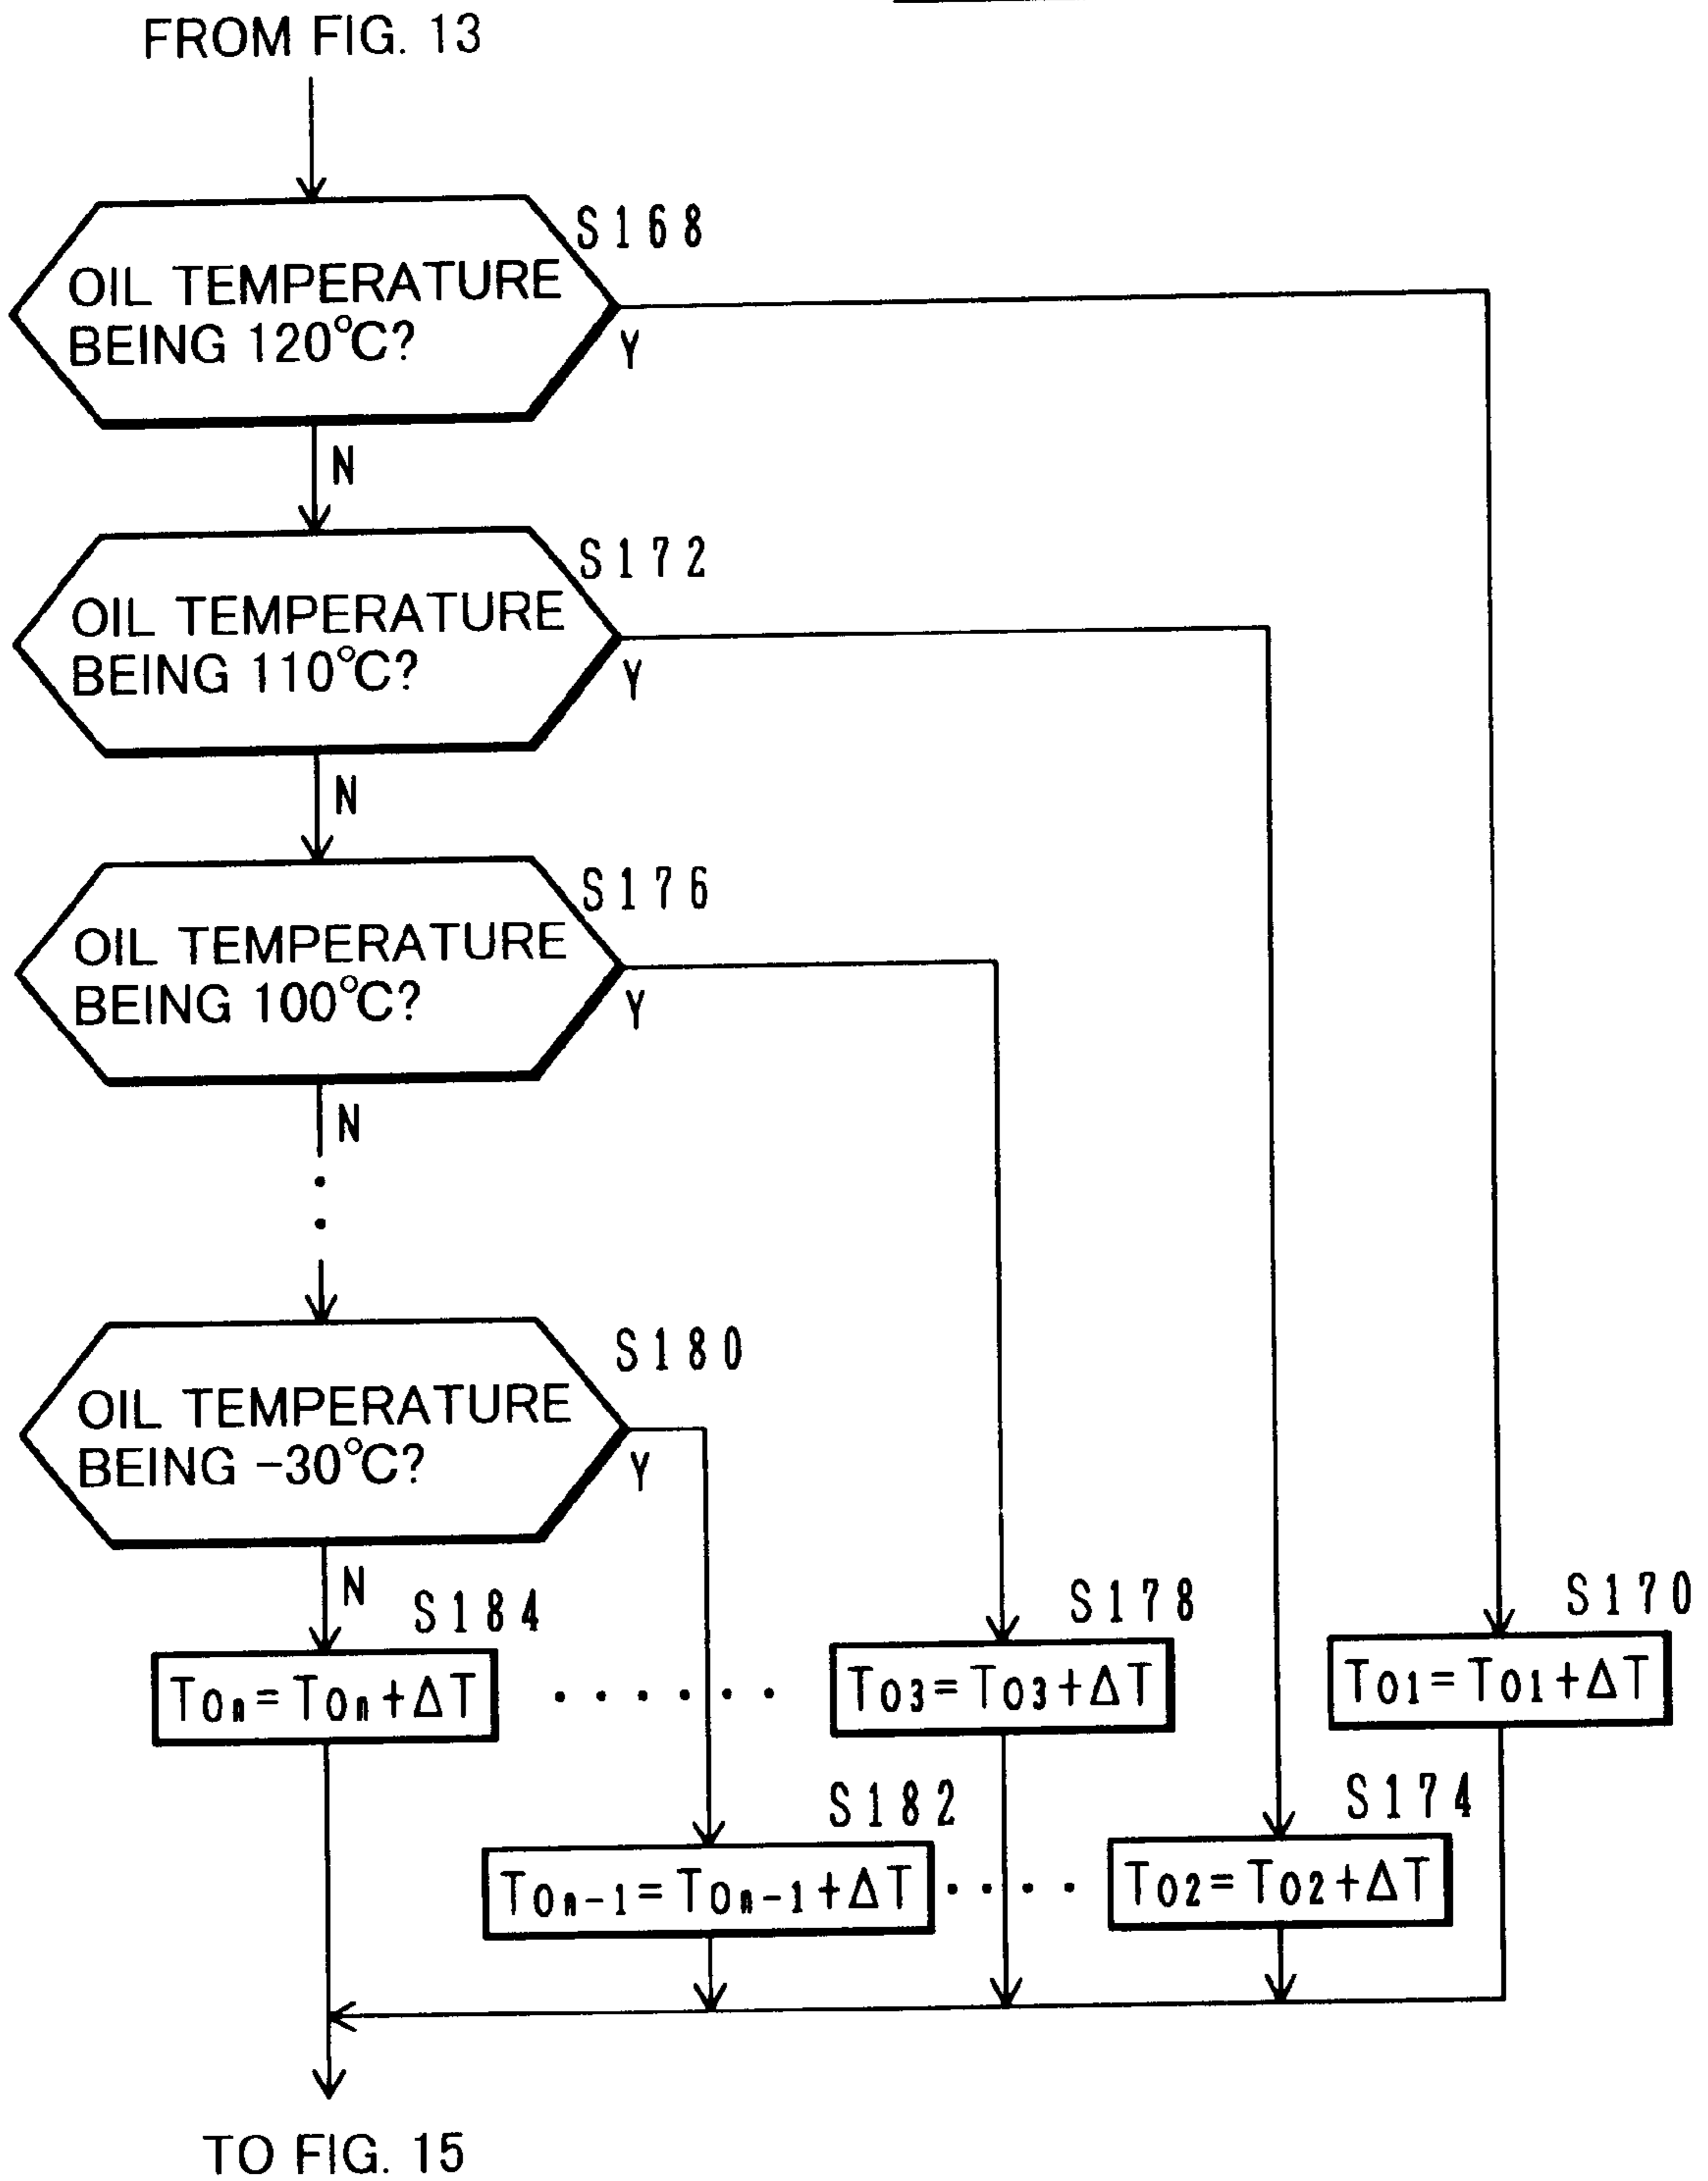 FROM FIG. 13
S168
OIL TEMPERATURE
BEING 120°C?
Y
N
S172
OIL TEMPERATURE
BEING 110°C?
Y
N
S176
OIL TEMPERATURE
BEING 100°C?
Y
N
S180
OIL TEMPERATURE
BEING -30°C?
Y
N
S184
TOn=TOn+ΔT
S178
TO3=TO3+ΔT
S170
TO1=TO1+ΔT
S182
TOn-1=TOn-1+ΔT
S174
TO2=TO2+ΔT
TO FIG. 15